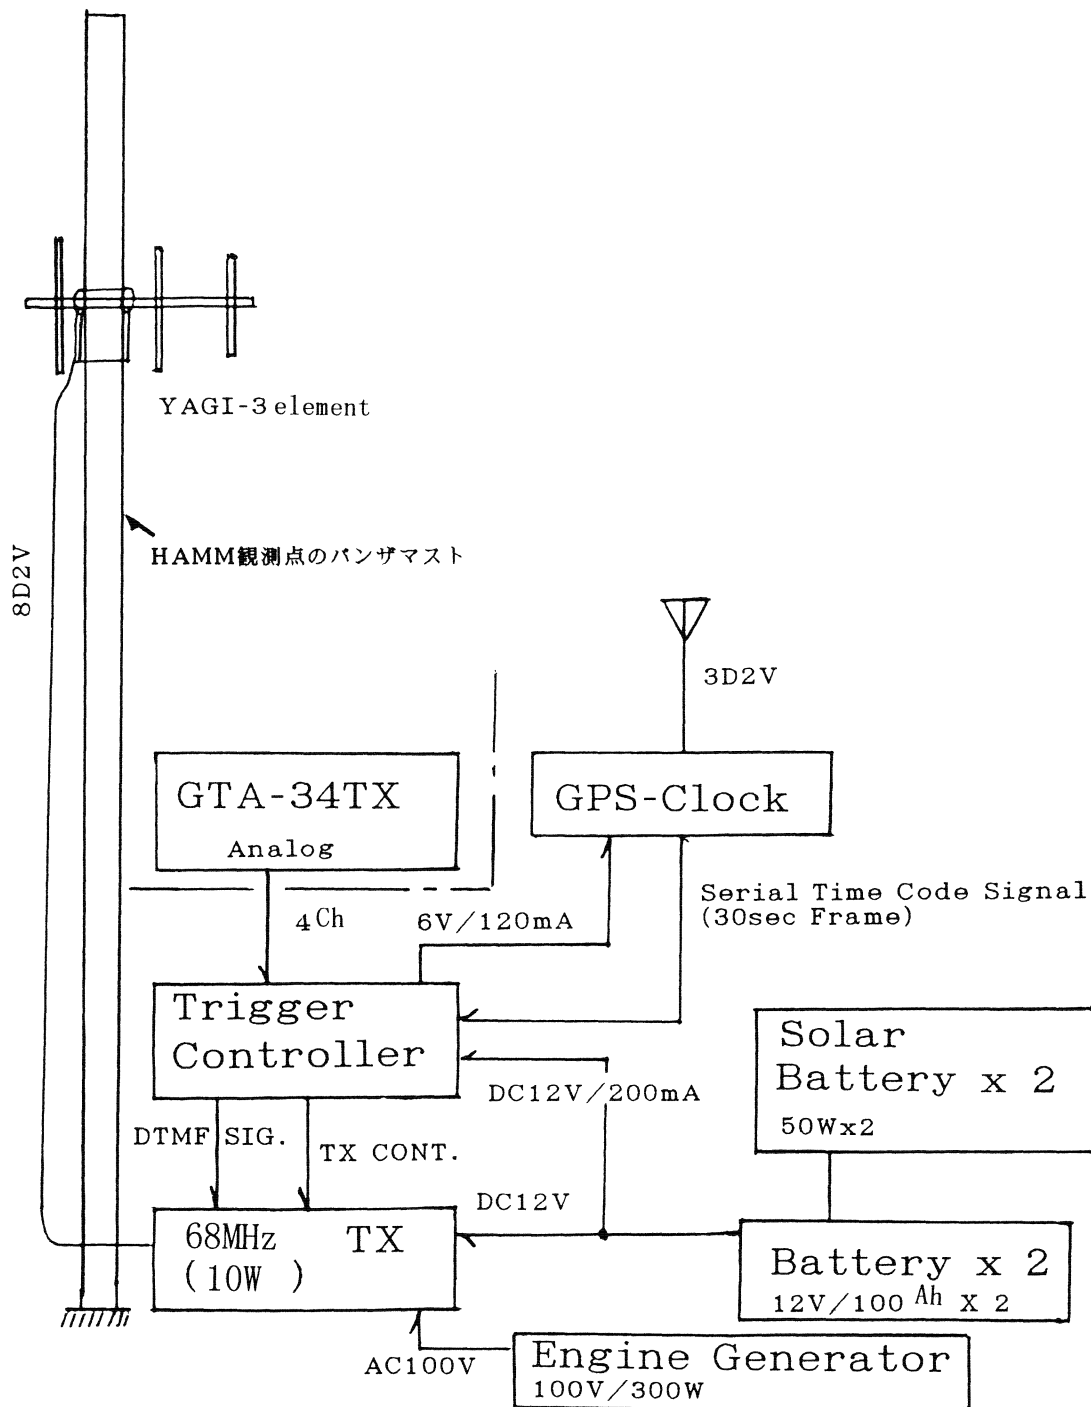 YAGI-3 element
8D2V
HAMM観測点のパンザマスト
3D2V
GTA-34TX
Analog
GPS-Clock
4Ch
6V/120mA
Serial Time Code Signal
(30sec Frame)
Trigger
Controller
DC12V/200mA
Solar
Battery x 2
50Wx2
DTMF SIG.
TX CONT.
DC12V
68MHz TX
(10W )
Battery x 2
12V/100 Ah X 2
AC100V
Engine Generator
100V/300W